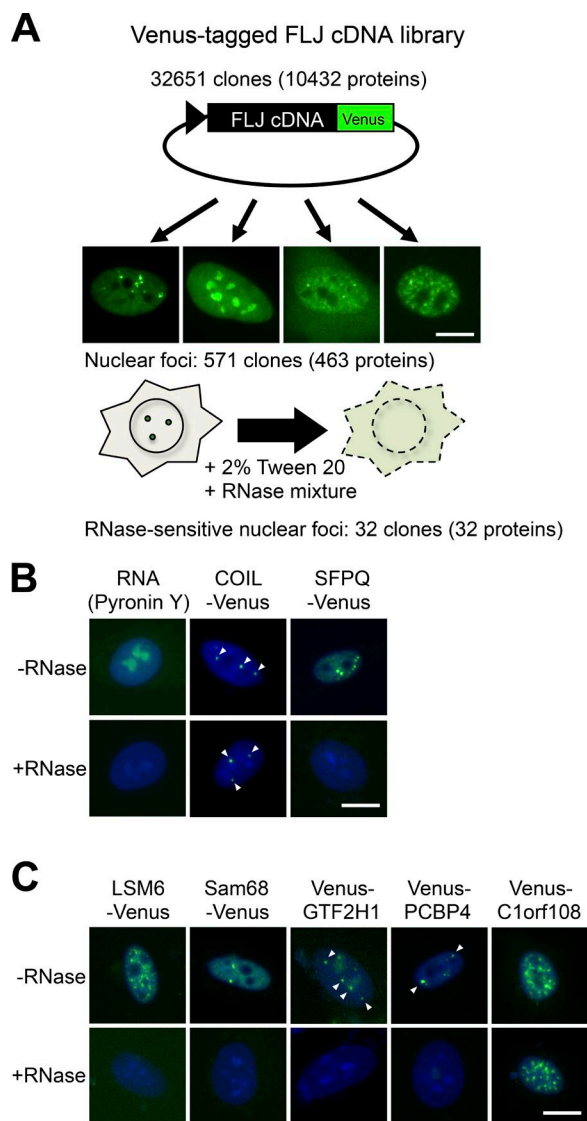 A
Venus-tagged FLJ cDNA library
32651 clones (10432 proteins)
FLJ cDNA
Venus
Nuclear foci: 571 clones (463 proteins)
+ 2% Tween 20
+ RNase mixture
RNase-sensitive nuclear foci: 32 clones (32 proteins)
B
RNA
(Pyronin Y)
COIL
-Venus
SFPQ
-Venus
-RNase
+RNase
C
LSM6
-Venus
Sam68
-Venus
Venus-
GTF2H1
Venus-
PCBP4
Venus-
C1orf108
-RNase
+RNase